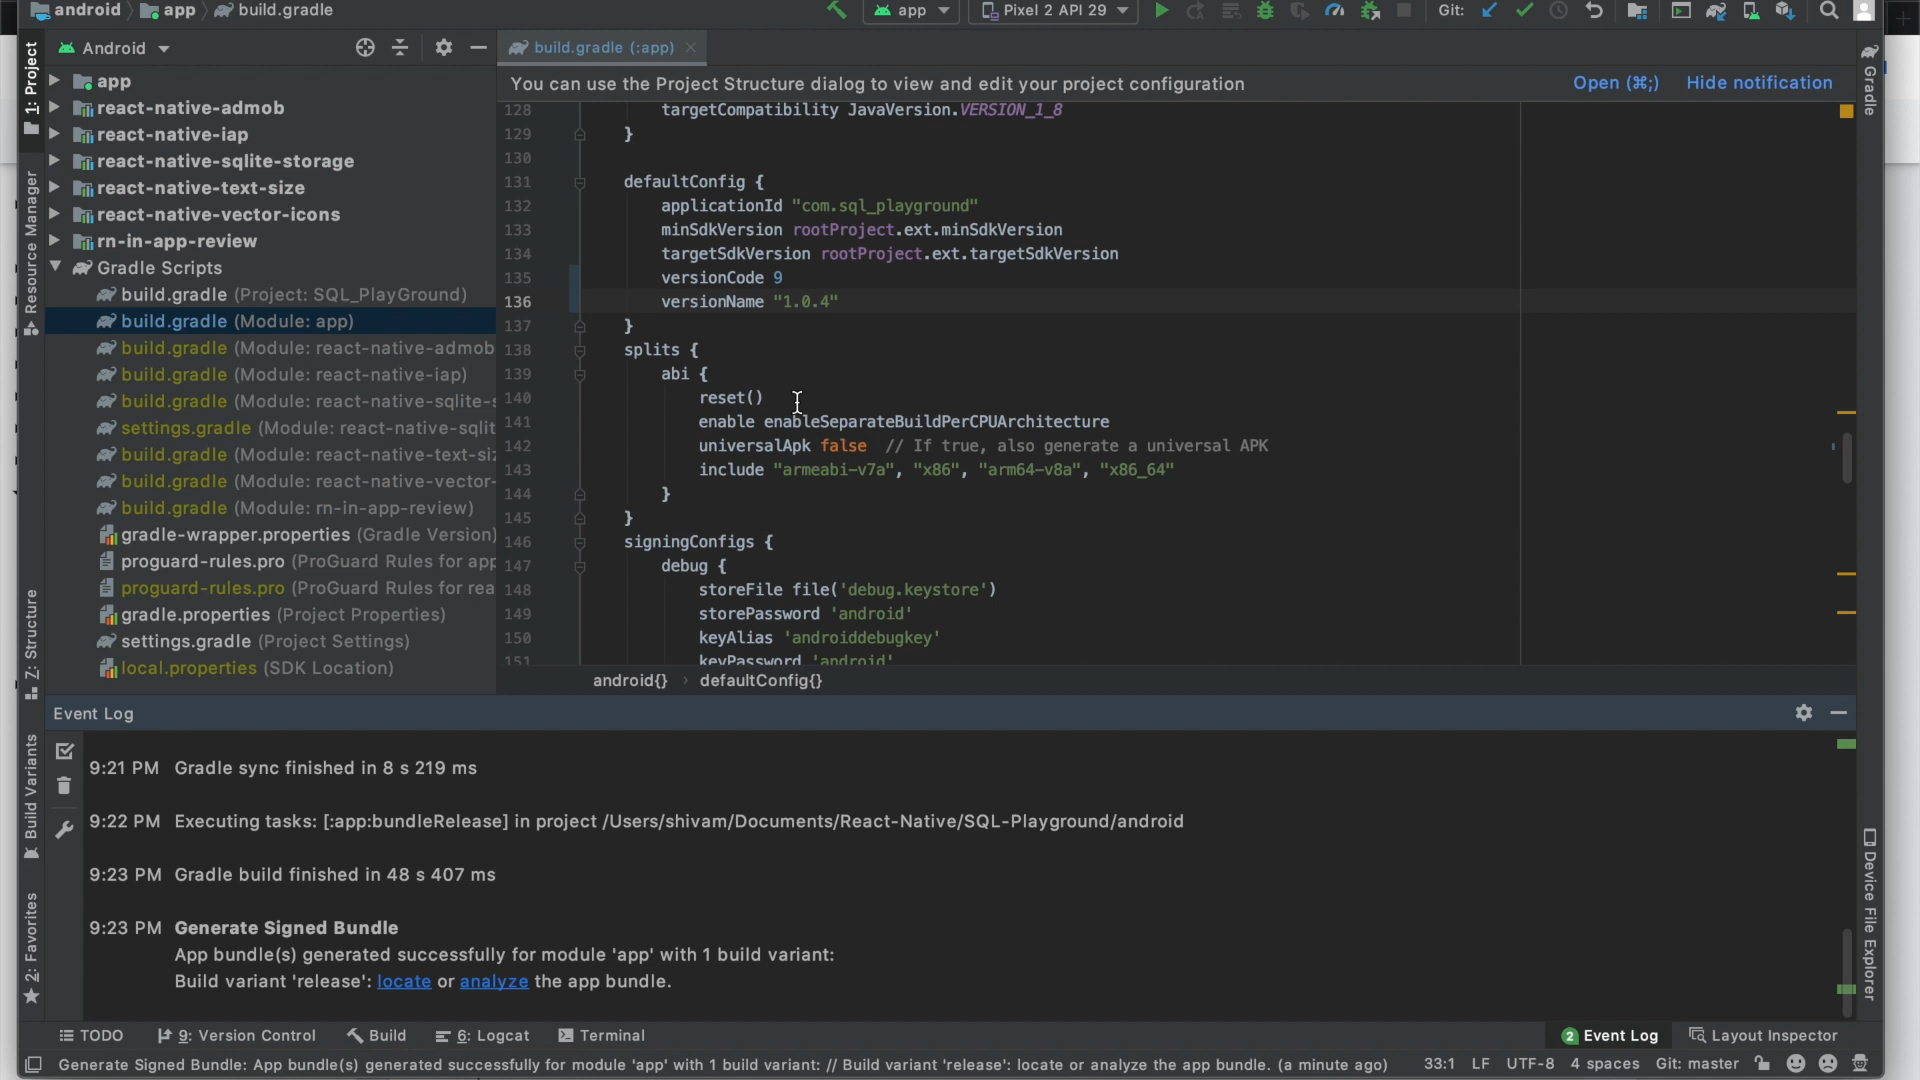 android app build.gradle app Pixel 2 API 29 Git:
Android
build.gradle (:app)
You can use the Project Structure dialog to view and edit your project configuration Open (⌘;) Hide notification
1: Project
Resource Manager
Z: Structure
Build Variants
2: Favorites
app
react-native-admob
react-native-iap
react-native-sqlite-storage
react-native-text-size
react-native-vector-icons
rn-in-app-review
Gradle Scripts
build.gradle (Project: SQL_PlayGround)
build.gradle (Module: app)
build.gradle (Module: react-native-admob
build.gradle (Module: react-native-iap)
build.gradle (Module: react-native-sqlite-s
settings.gradle (Module: react-native-sqlit
build.gradle (Module: react-native-text-siz
build.gradle (Module: react-native-vector-
build.gradle (Module: rn-in-app-review)
gradle-wrapper.properties (Gradle Version)
proguard-rules.pro (ProGuard Rules for app
proguard-rules.pro (ProGuard Rules for rea
gradle.properties (Project Properties)
settings.gradle (Project Settings)
local.properties (SDK Location)
128 targetCompatibility JavaVersion.VERSION_1_8
129 }
130
131 defaultConfig {
132 applicationId "com.sql_playground"
133 minSdkVersion rootProject.ext.minSdkVersion
134 targetSdkVersion rootProject.ext.targetSdkVersion
135 versionCode 9
136 versionName "1.0.4"
137 }
138 splits {
139 abi {
140 reset()
141 enable enableSeparateBuildPerCPUArchitecture
142 universalApk false // If true, also generate a universal APK
143 include "armeabi-v7a", "x86", "arm64-v8a", "x86_64"
144 }
145 }
146 signingConfigs {
147 debug {
148 storeFile file('debug.keystore')
149 storePassword 'android'
150 keyAlias 'androiddebugkey'
151 keyPassword 'android'
android{} › defaultConfig{}
Gradle
Device File Explorer
Event Log
9:21 PM Gradle sync finished in 8 s 219 ms
9:22 PM Executing tasks: [:app:bundleRelease] in project /Users/shivam/Documents/React-Native/SQL-Playground/android
9:23 PM Gradle build finished in 48 s 407 ms
9:23 PM Generate Signed Bundle
App bundle(s) generated successfully for module 'app' with 1 build variant:
Build variant 'release': locate or analyze the app bundle.
TODO 9: Version Control Build 6: Logcat Terminal 2 Event Log Layout Inspector
Generate Signed Bundle: App bundle(s) generated successfully for module 'app' with 1 build variant: // Build variant 'release': locate or analyze the app bundle. (a minute ago) 33:1 LF UTF-8 4 spaces Git: master